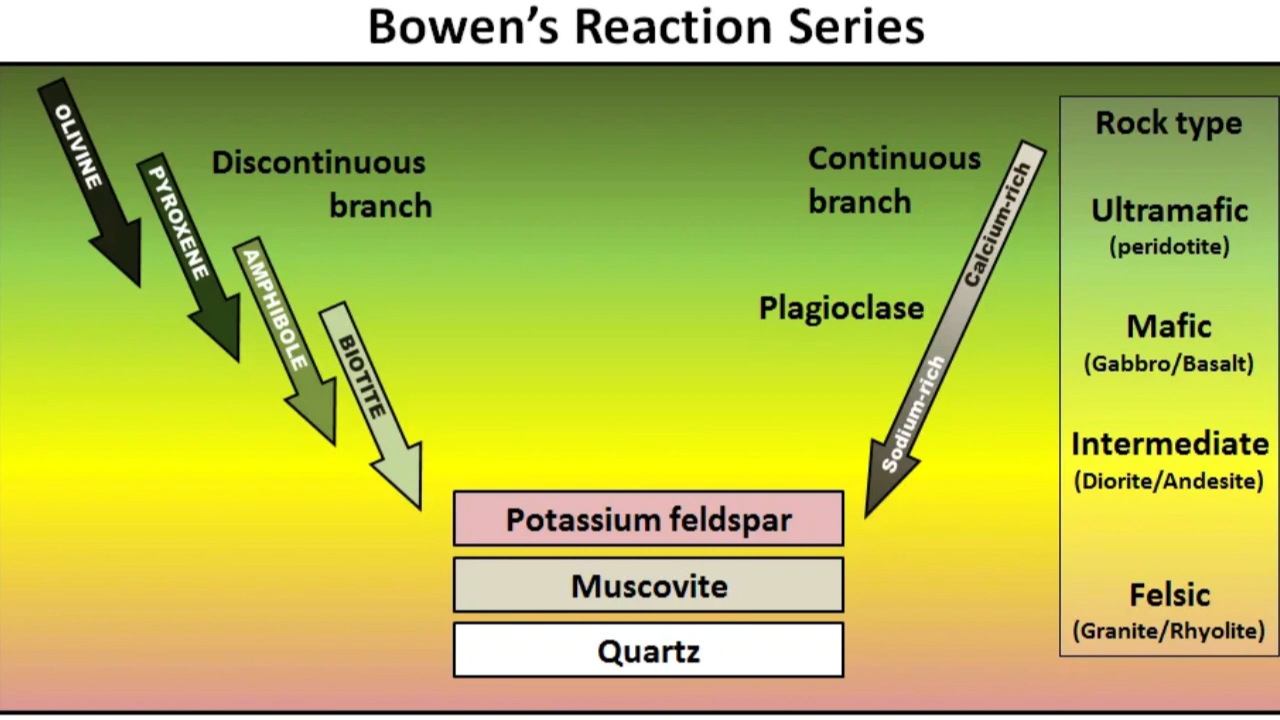 Bowen's Reaction Series
OLIVINE
PYROXENE
AMPHIBOLE
BIOTITE
Discontinuous
branch
Continuous
branch
Plagioclase
Calcium-rich
Sodium-rich
Potassium feldspar
Muscovite
Quartz
Rock type
Ultramafic
(peridotite)
Mafic
(Gabbro/Basalt)
Intermediate
(Diorite/Andesite)
Felsic
(Granite/Rhyolite)